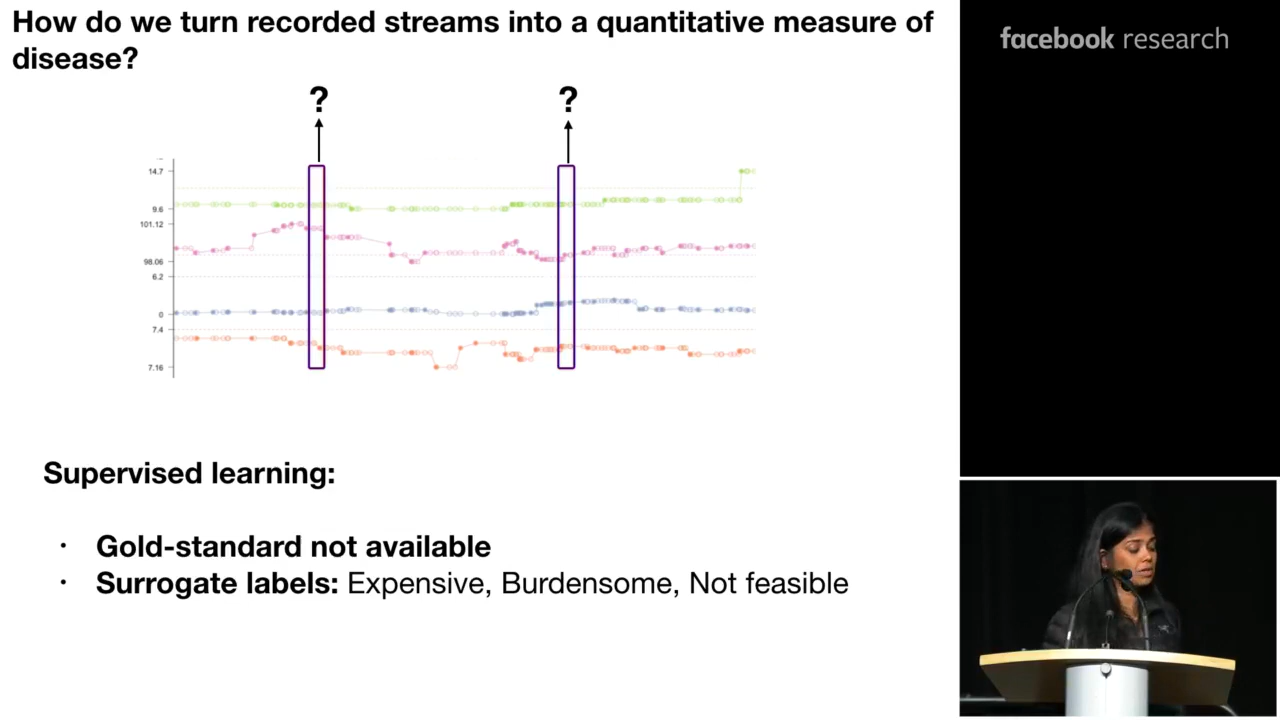 How do we turn recorded streams into a quantitative measure of
disease?
facebook research
? ?
14.7
9.6
101.12
98.06
6.2
0
7.4
7.16
Supervised learning:
· Gold-standard not available
· Surrogate labels: Expensive, Burdensome, Not feasible